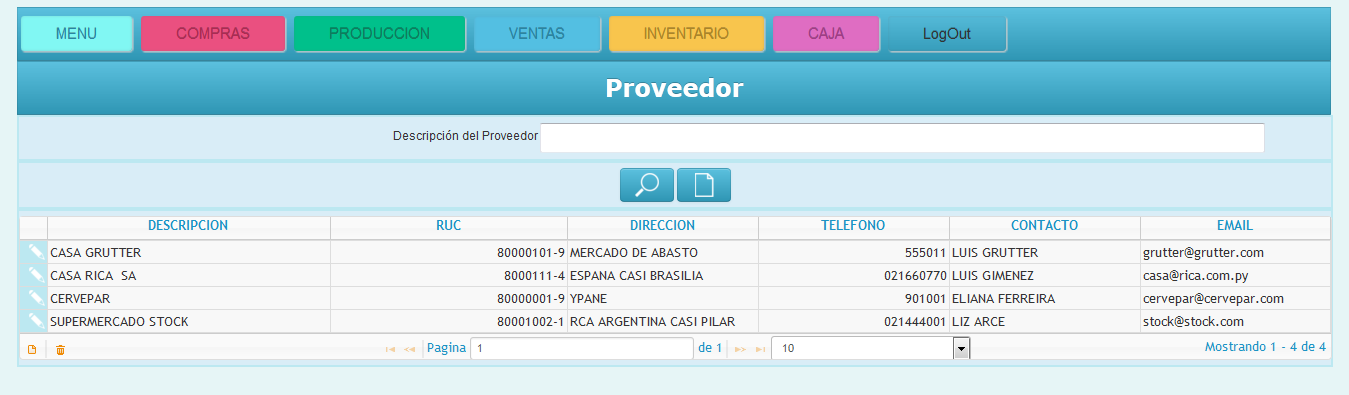 MENU COMPRAS PRODUCCION VENTAS INVENTARIO CAJA LogOut
Proveedor
Descripción del Proveedor
DESCRIPCION RUC DIRECCION TELEFONO CONTACTO EMAIL
CASA GRUTTER 80000101-9 MERCADO DE ABASTO 555011 LUIS GRUTTER grutter@grutter.com
CASA RICA SA 8000111-4 ESPANA CASI BRASILIA 021660770 LUIS GIMENEZ casa@rica.com.py
CERVEPAR 80000001-9 YPANE 901001 ELIANA FERREIRA cervepar@cervepar.com
SUPERMERCADO STOCK 80001002-1 RCA ARGENTINA CASI PILAR 021444001 LIZ ARCE stock@stock.com
Pagina 1 de 1 10 Mostrando 1 - 4 de 4